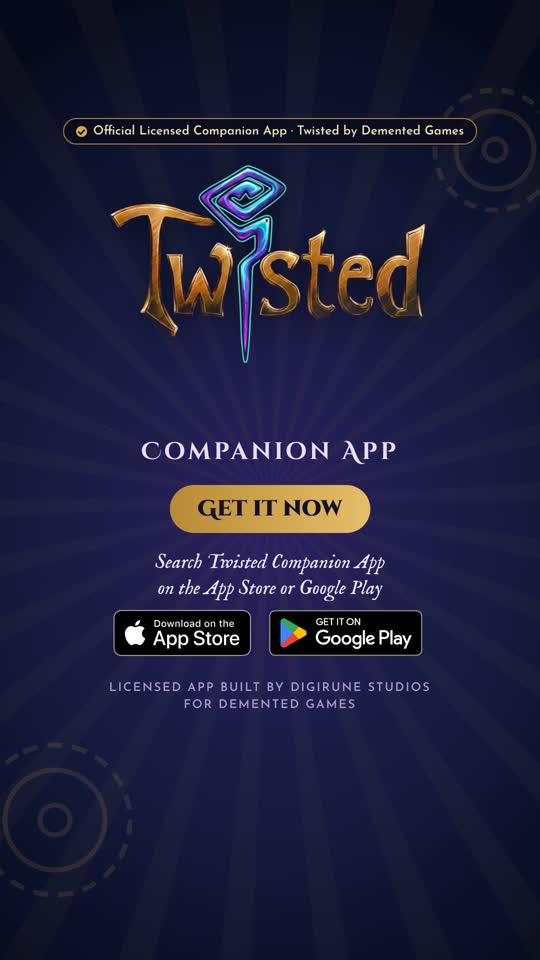 Official Licensed Companion App · Twisted by Demented Games
Twisted
Companion App
Get it now
Search Twisted Companion App
on the App Store or Google Play
Download on the
App Store
GET IT ON
Google Play
LICENSED APP BUILT BY DIGIRUNE STUDIOS
FOR DEMENTED GAMES